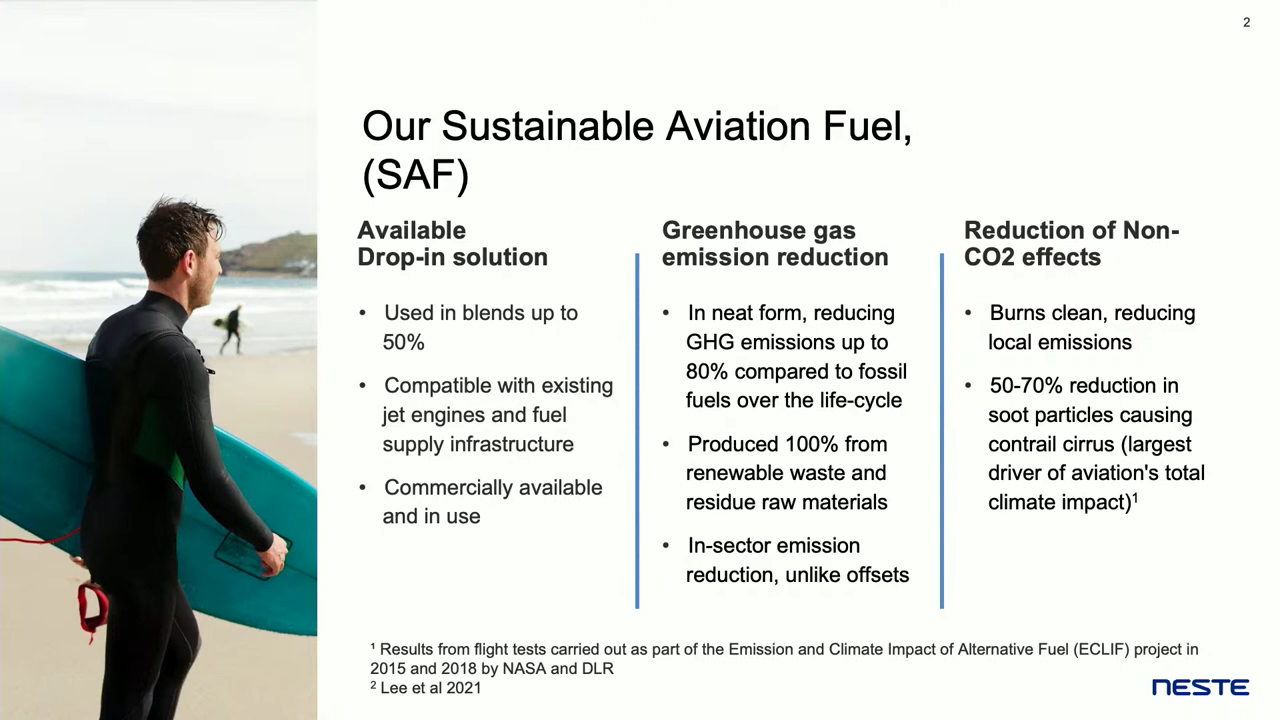 2
Our Sustainable Aviation Fuel,
(SAF)
Available
Drop-in solution
• Used in blends up to
50%
• Compatible with existing
jet engines and fuel
supply infrastructure
• Commercially available
and in use
Greenhouse gas
emission reduction
• In neat form, reducing
GHG emissions up to
80% compared to fossil
fuels over the life-cycle
• Produced 100% from
renewable waste and
residue raw materials
• In-sector emission
reduction, unlike offsets
Reduction of Non-
CO2 effects
• Burns clean, reducing
local emissions
• 50-70% reduction in
soot particles causing
contrail cirrus (largest
driver of aviation's total
climate impact)¹
¹ Results from flight tests carried out as part of the Emission and Climate Impact of Alternative Fuel (ECLIF) project in
2015 and 2018 by NASA and DLR
² Lee et al 2021
NESTE